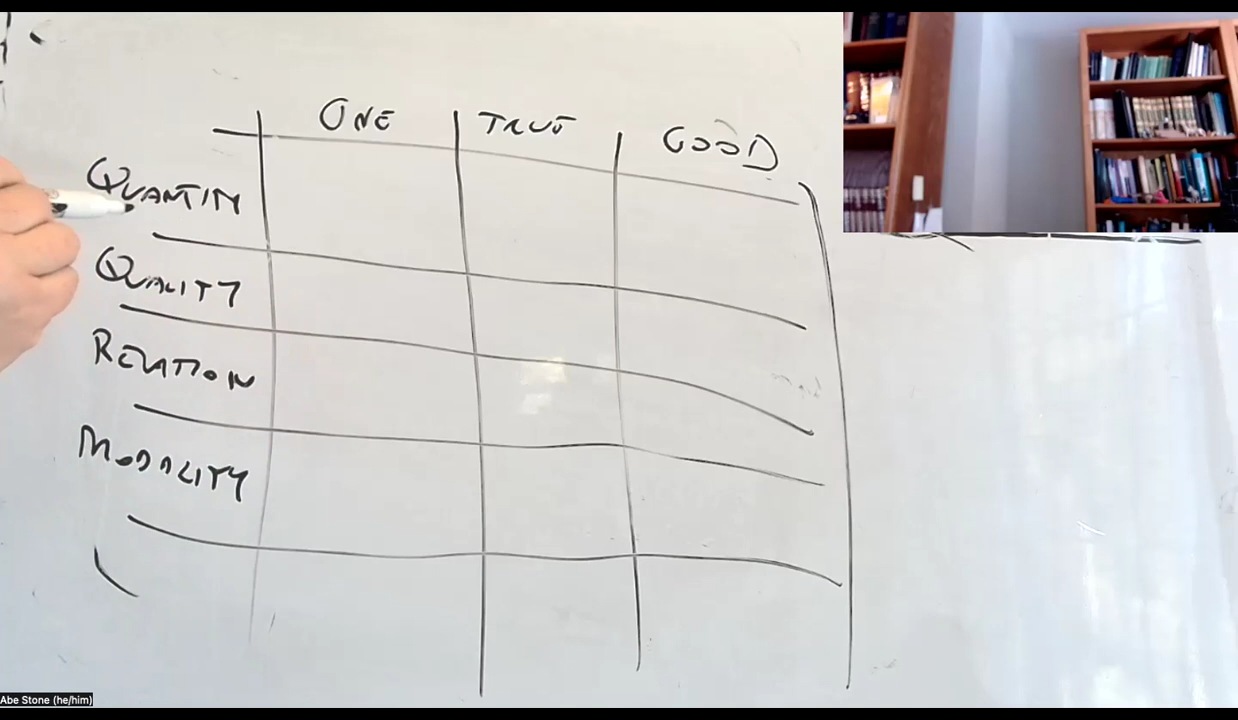 ONE TRUE GOOD
QUANTITY
QUALITY
RELATION
MODALITY
Abe Stone (he/him)